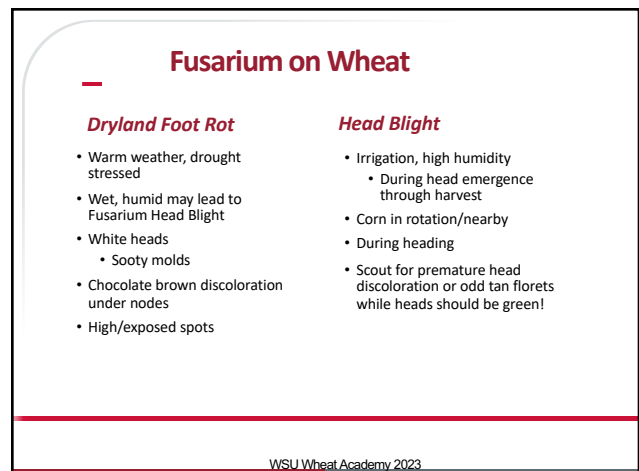 Fusarium on Wheat
Dryland Foot Rot
• Warm weather, drought
stressed
• Wet, humid may lead to
Fusarium Head Blight
• White heads
• Sooty molds
• Chocolate brown discoloration
under nodes
• High/exposed spots
Head Blight
• Irrigation, high humidity
• During head emergence
through harvest
• Corn in rotation/nearby
• During heading
• Scout for premature head
discoloration or odd tan florets
while heads should be green!
WSU Wheat Academy 2023